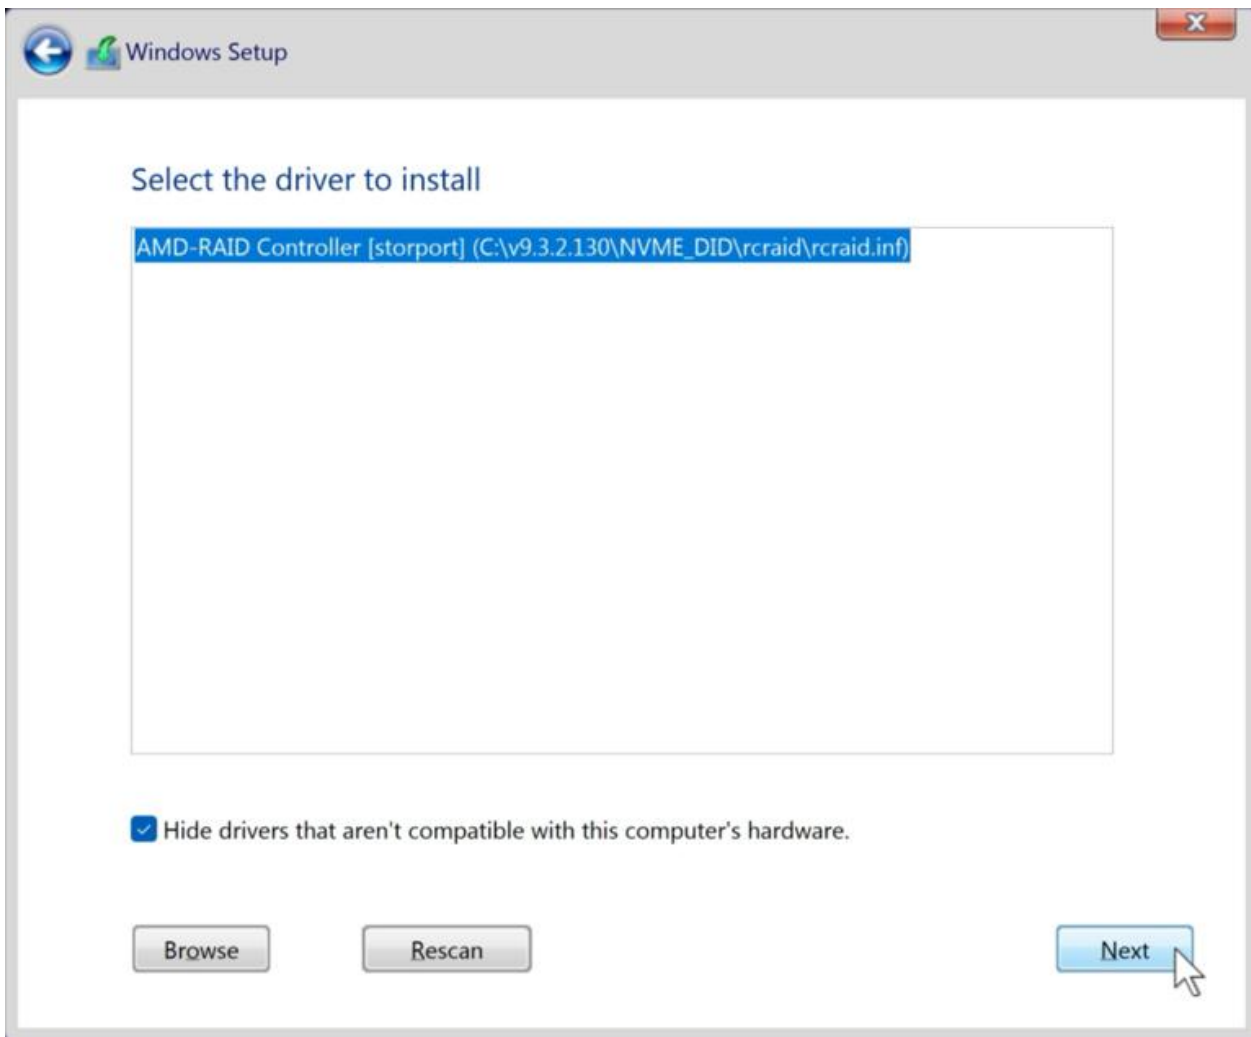 Windows Setup
Select the driver to install
AMD-RAID Controller [storport] (C:\v9.3.2.130\NVME_DID\rcraid\rcraid.inf)
Hide drivers that aren't compatible with this computer's hardware.
Browse Rescan Next